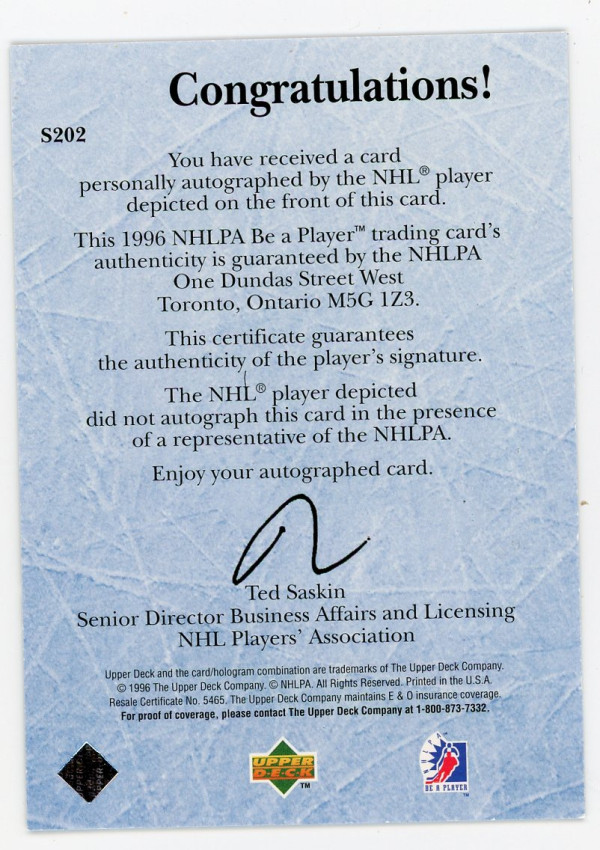 Congratulations!
S202
You have received a card
personally autographed by the NHL® player
depicted on the front of this card.
This 1996 NHLPA Be a Player™ trading card's
authenticity is guaranteed by the NHLPA
One Dundas Street West
Toronto, Ontario M5G 1Z3.
This certificate guarantees
the authenticity of the player's signature.
The NHL® player depicted
did not autograph this card in the presence
of a representative of the NHLPA.
Enjoy your autographed card.
Ted Saskin
Senior Director Business Affairs and Licensing
NHL Players' Association
Upper Deck and the card/hologram combination are trademarks of The Upper Deck Company.
© 1996 The Upper Deck Company. © NHLPA. All Rights Reserved. Printed in the U.S.A.
Resale Certificate No. 5465. The Upper Deck Company maintains E & O insurance coverage.
For proof of coverage, please contact The Upper Deck Company at 1-800-873-7332.
UPPER
DECK™
BE A PLAYER™